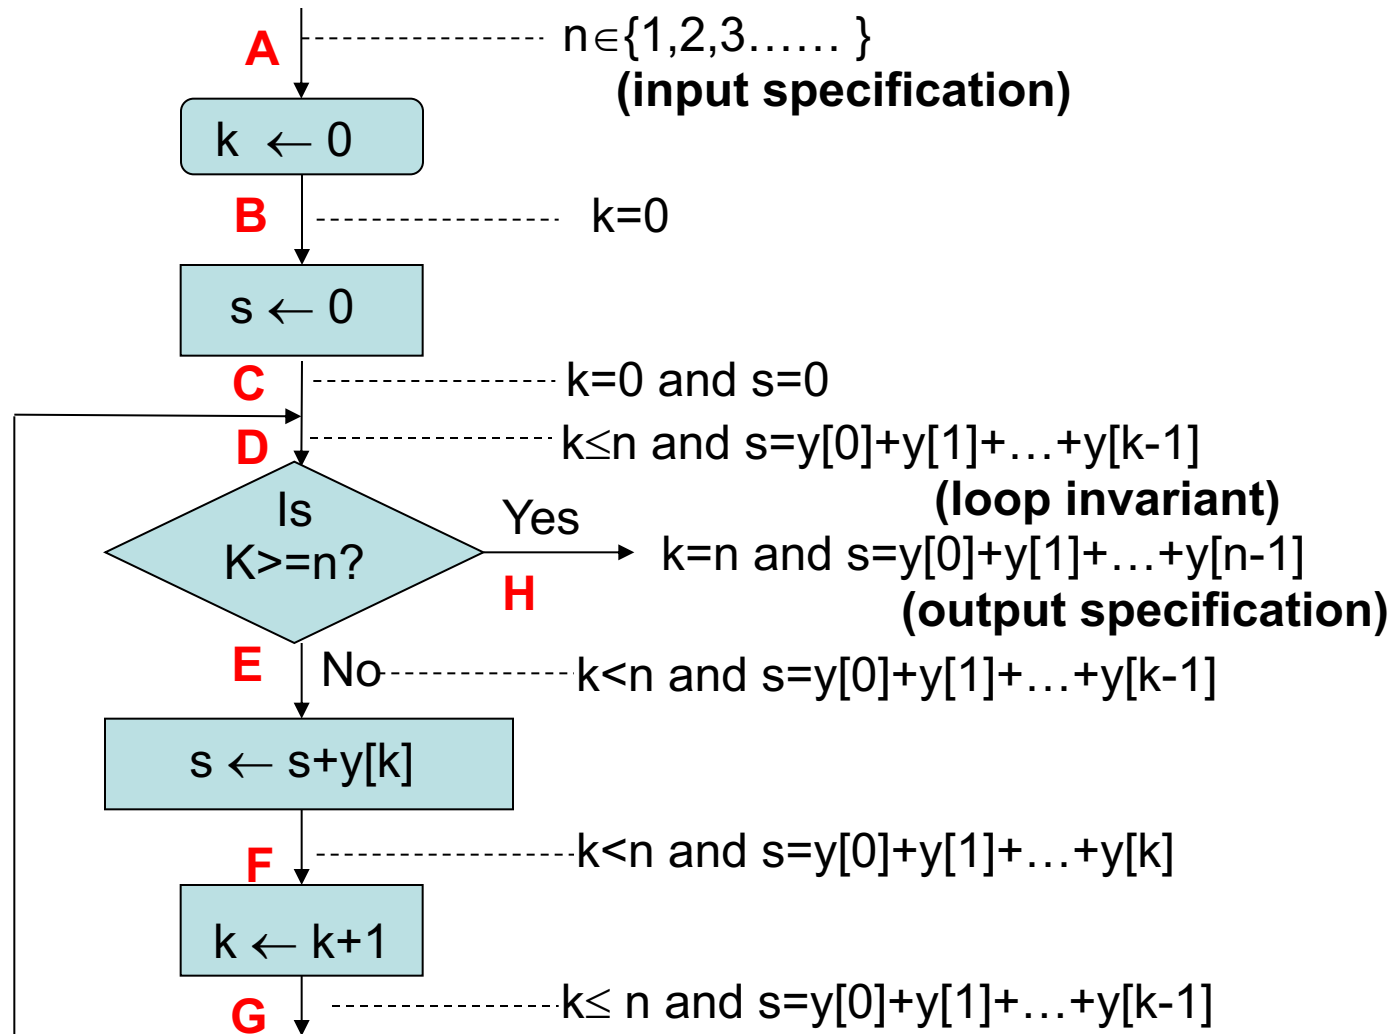 A
n∈{1,2,3…… }
(input specification)
k ← 0
B
k=0
s ← 0
C
k=0 and s=0
D
k≤n and s=y[0]+y[1]+…+y[k-1]
(loop invariant)
Is
K>=n?
Yes
H
k=n and s=y[0]+y[1]+…+y[n-1]
(output specification)
E
No
k<n and s=y[0]+y[1]+…+y[k-1]
s ← s+y[k]
F
k<n and s=y[0]+y[1]+…+y[k]
k ← k+1
G
k≤ n and s=y[0]+y[1]+…+y[k-1]